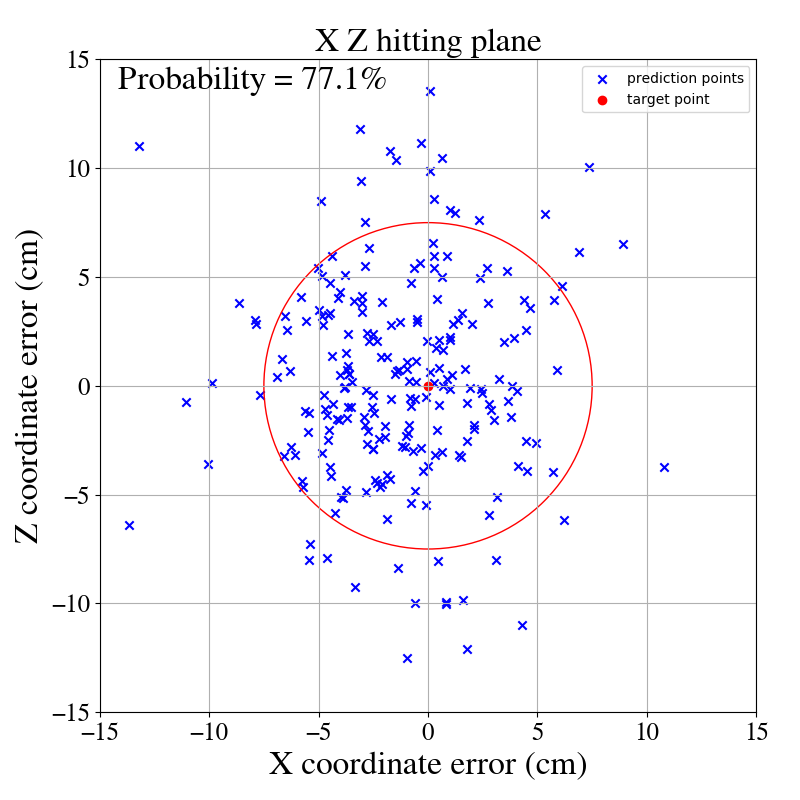 X Z hitting plane
Probability = 77.1%
prediction points
target point
Z coordinate error (cm)
15
10
5
0
−5
−10
−15
−15
−10
−5
0
5
10
15
X coordinate error (cm)